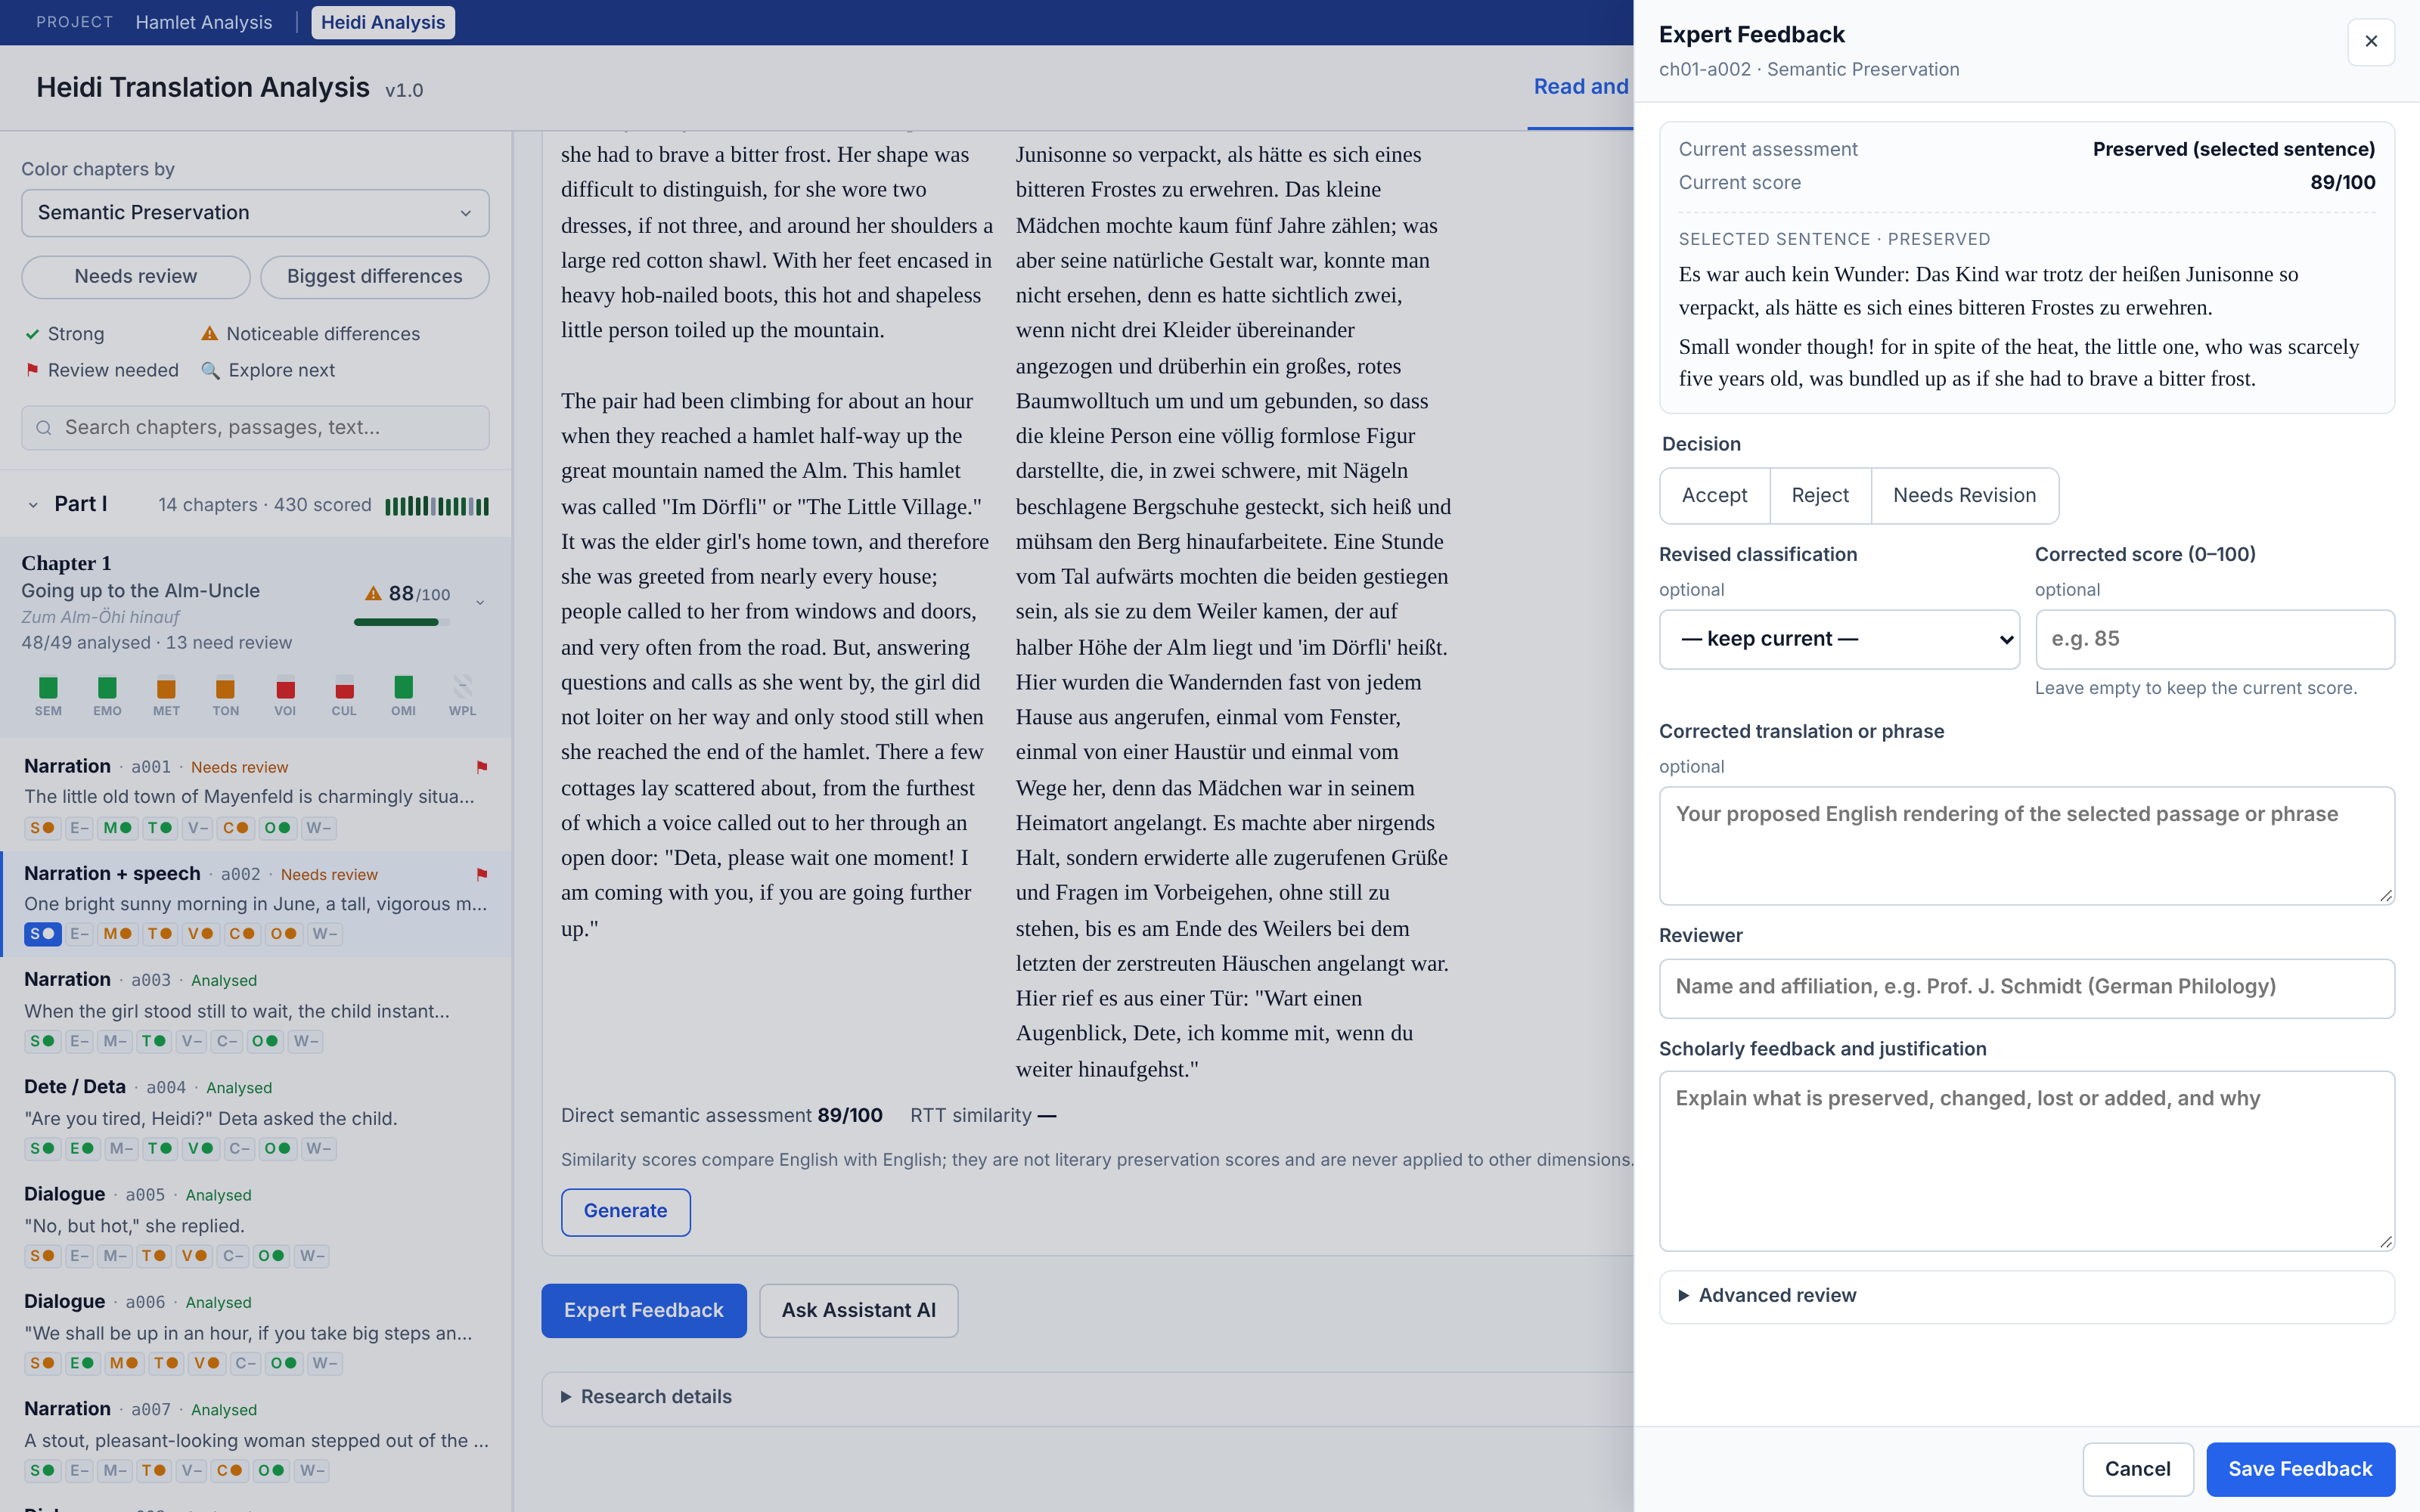 PROJECT Hamlet Analysis Heidi Analysis
Heidi Translation Analysis v1.0
Read and
Color chapters by
Semantic Preservation
Needs review
Biggest differences
Strong
Noticeable differences
Review needed
Explore next
Search chapters, passages, text...
Part I 14 chapters · 430 scored
Chapter 1
Going up to the Alm-Uncle
Zum Alm-Öhi hinauf
48/49 analysed · 13 need review
88/100
SEM EMO MET TON VOI CUL OMI WPL
Narration · a001 · Needs review
The little old town of Mayenfeld is charmingly situa...
S E– M T V– C O W–
Narration + speech · a002 · Needs review
One bright sunny morning in June, a tall, vigorous m...
S E– M T V C O W–
Narration · a003 · Analysed
When the girl stood still to wait, the child instant...
S E– M– T V– C– O W–
Dete / Deta · a004 · Analysed
"Are you tired, Heidi?" Deta asked the child.
S E M– T V C– O W–
Dialogue · a005 · Analysed
"No, but hot," she replied.
S E– M– T V C– O W–
Dialogue · a006 · Analysed
"We shall be up in an hour, if you take big steps an...
S E M T V C– O W–
Narration · a007 · Analysed
A stout, pleasant-looking woman stepped out of the ...
S E– M– T V– C O W–
she had to brave a bitter frost. Her shape was
difficult to distinguish, for she wore two
dresses, if not three, and around her shoulders a
large red cotton shawl. With her feet encased in
heavy hob-nailed boots, this hot and shapeless
little person toiled up the mountain.
The pair had been climbing for about an hour
when they reached a hamlet half-way up the
great mountain named the Alm. This hamlet
was called "Im Dörfli" or "The Little Village."
It was the elder girl's home town, and therefore
she was greeted from nearly every house;
people called to her from windows and doors,
and very often from the road. But, answering
questions and calls as she went by, the girl did
not loiter on her way and only stood still when
she reached the end of the hamlet. There a few
cottages lay scattered about, from the furthest
of which a voice called out to her through an
open door: "Deta, please wait one moment! I
am coming with you, if you are going further
up."
Junisonne so verpackt, als hätte es sich eines
bitteren Frostes zu erwehren. Das kleine
Mädchen mochte kaum fünf Jahre zählen; was
aber seine natürliche Gestalt war, konnte man
nicht ersehen, denn es hatte sichtlich zwei,
wenn nicht drei Kleider übereinander
angezogen und drüberhin ein großes, rotes
Baumwolltuch um und um gebunden, so dass
die kleine Person eine völlig formlose Figur
darstellte, die, in zwei schwere, mit Nägeln
beschlagene Bergschuhe gesteckt, sich heiß und
mühsam den Berg hinaufarbeitete. Eine Stunde
vom Tal aufwärts mochten die beiden gestiegen
sein, als sie zu dem Weiler kamen, der auf
halber Höhe der Alm liegt und 'im Dörfli' heißt.
Hier wurden die Wandernden fast von jedem
Hause aus angerufen, einmal vom Fenster,
einmal von einer Haustür und einmal vom
Wege her, denn das Mädchen war in seinem
Heimatort angelangt. Es machte aber nirgends
Halt, sondern erwiderte alle zugerufenen Grüße
und Fragen im Vorbeigehen, ohne still zu
stehen, bis es am Ende des Weilers bei dem
letzten der zerstreuten Häuschen angelangt war.
Hier rief es aus einer Tür: "Wart einen
Augenblick, Dete, ich komme mit, wenn du
weiter hinaufgehst."
Direct semantic assessment 89/100 RTT similarity —
Similarity scores compare English with English; they are not literary preservation scores and are never applied to other dimensions.
Generate
Expert Feedback
Ask Assistant AI
Research details
Expert Feedback
ch01-a002 · Semantic Preservation
×
Current assessment Preserved (selected sentence)
Current score 89/100
SELECTED SENTENCE · PRESERVED
Es war auch kein Wunder: Das Kind war trotz der heißen Junisonne so
verpackt, als hätte es sich eines bitteren Frostes zu erwehren.
Small wonder though! for in spite of the heat, the little one, who was scarcely
five years old, was bundled up as if she had to brave a bitter frost.
Decision
Accept Reject Needs Revision
Revised classification
optional
— keep current —
Corrected score (0–100)
optional
e.g. 85
Leave empty to keep the current score.
Corrected translation or phrase
optional
Your proposed English rendering of the selected passage or phrase
Reviewer
Name and affiliation, e.g. Prof. J. Schmidt (German Philology)
Scholarly feedback and justification
Explain what is preserved, changed, lost or added, and why
Advanced review
Cancel
Save Feedback